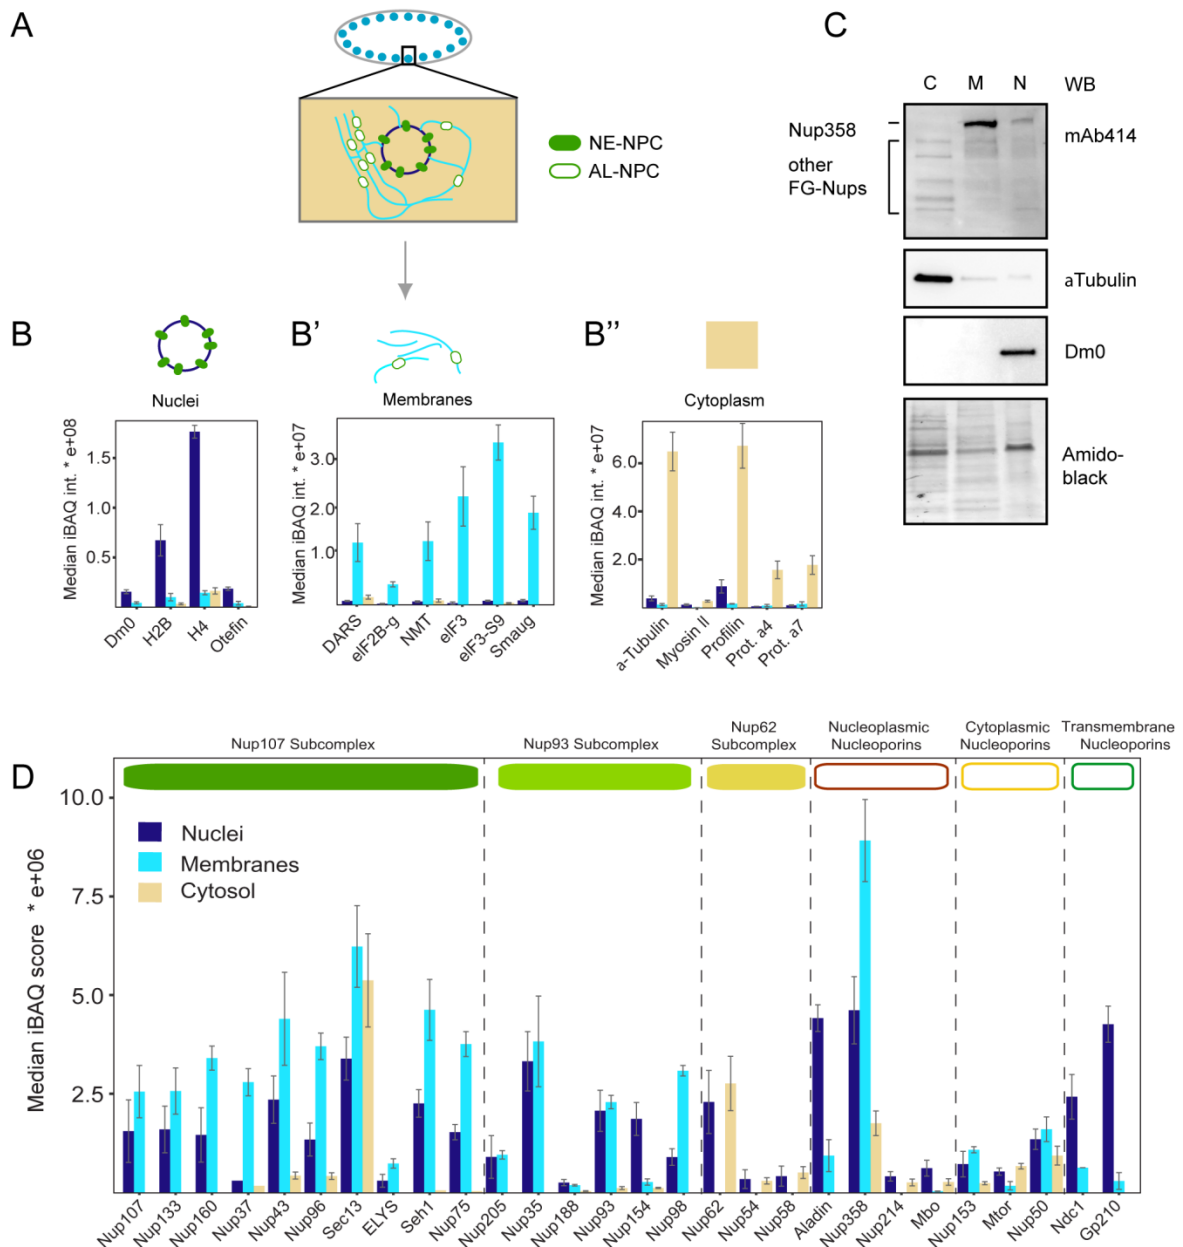 A
NE-NPC
AL-NPC
C
C M N WB
Nup358
other
FG-Nups
mAb414
aTubulin
Dm0
Amido-
black
B
Nuclei
Median iBAQ int. * e+08
1.5
1.0
0.5
Dm0
H2B
H4
Otefin
B'
Membranes
Median iBAQ int. * e+07
3.0
2.0
1.0
DARS
eIF2B-g
NMT
eIF3
eIF3-S9
Smaug
B''
Cytoplasm
Median iBAQ int. * e+07
6.0
4.0
2.0
a-Tubulin
Myosin II
Profilin
Prot. a4
Prot. a7
D
Nup107 Subcomplex
Nup93 Subcomplex
Nup62
Subcomplex
Nucleoplasmic
Nucleoporins
Cytoplasmic
Nucleoporins
Transmembrane
Nucleoporins
Nuclei
Membranes
Cytosol
Median iBAQ score * e+06
10.0
7.5
5.0
2.5
Nup107
Nup133
Nup160
Nup37
Nup43
Nup96
Sec13
ELYS
Seh1
Nup75
Nup205
Nup35
Nup188
Nup93
Nup154
Nup98
Nup62
Nup54
Nup58
Aladin
Nup358
Nup214
Mbo
Nup153
Mtor
Nup50
Ndc1
Gp210